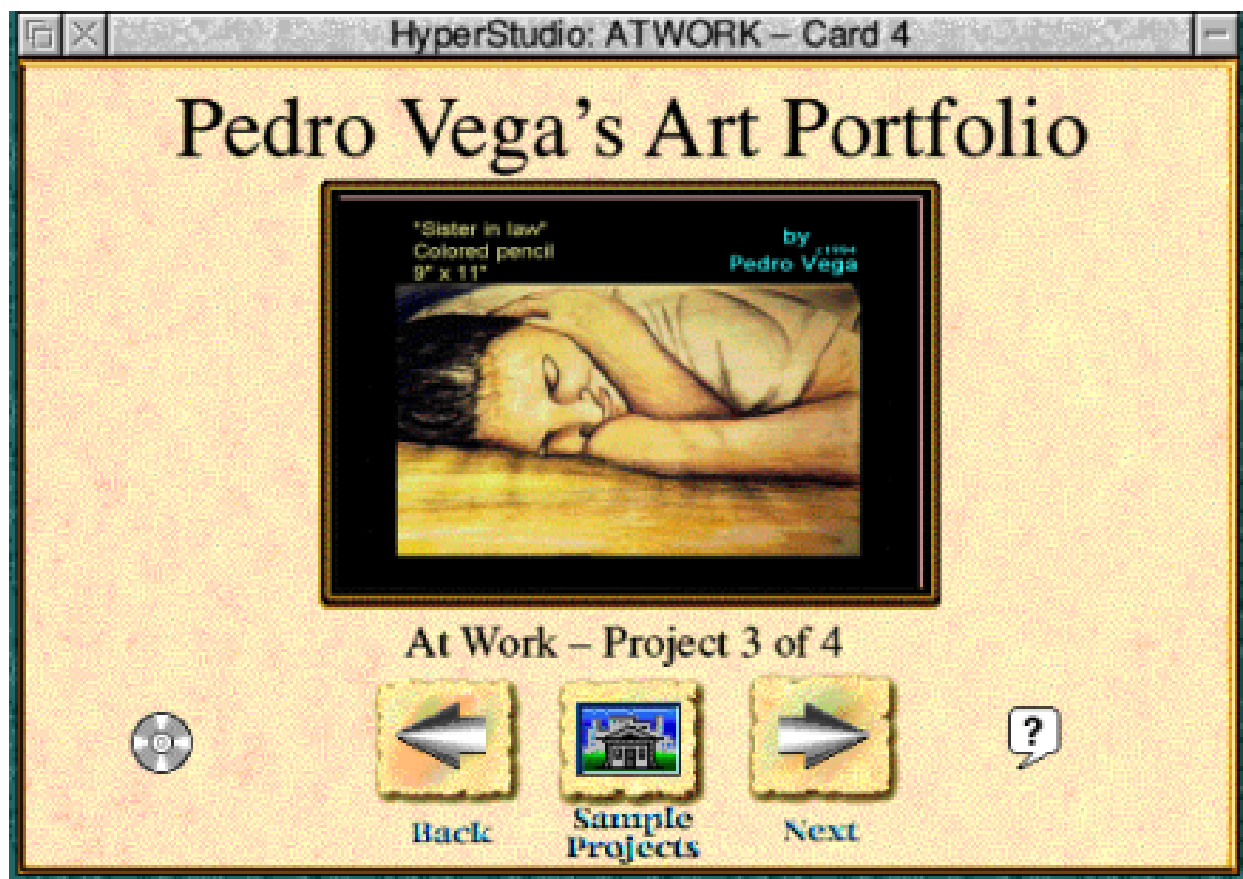 HyperStudio: ATWORK – Card 4
Pedro Vega's Art Portfolio
"Sister in law"
Colored pencil
9" x 11"
by
c1994
Pedro Vega
At Work – Project 3 of 4
?
Back
Sample
Projects
Next